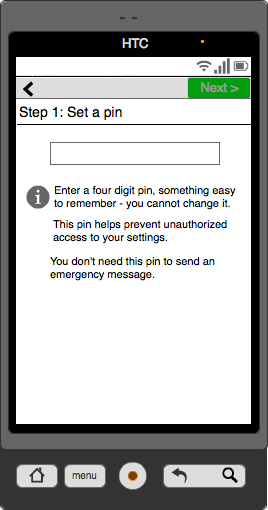 HTC
Next >
Step 1: Set a pin
Enter a four digit pin, something easy
to remember - you cannot change it.
This pin helps prevent unauthorized
access to your settings.
You don't need this pin to send an
emergency message.
menu